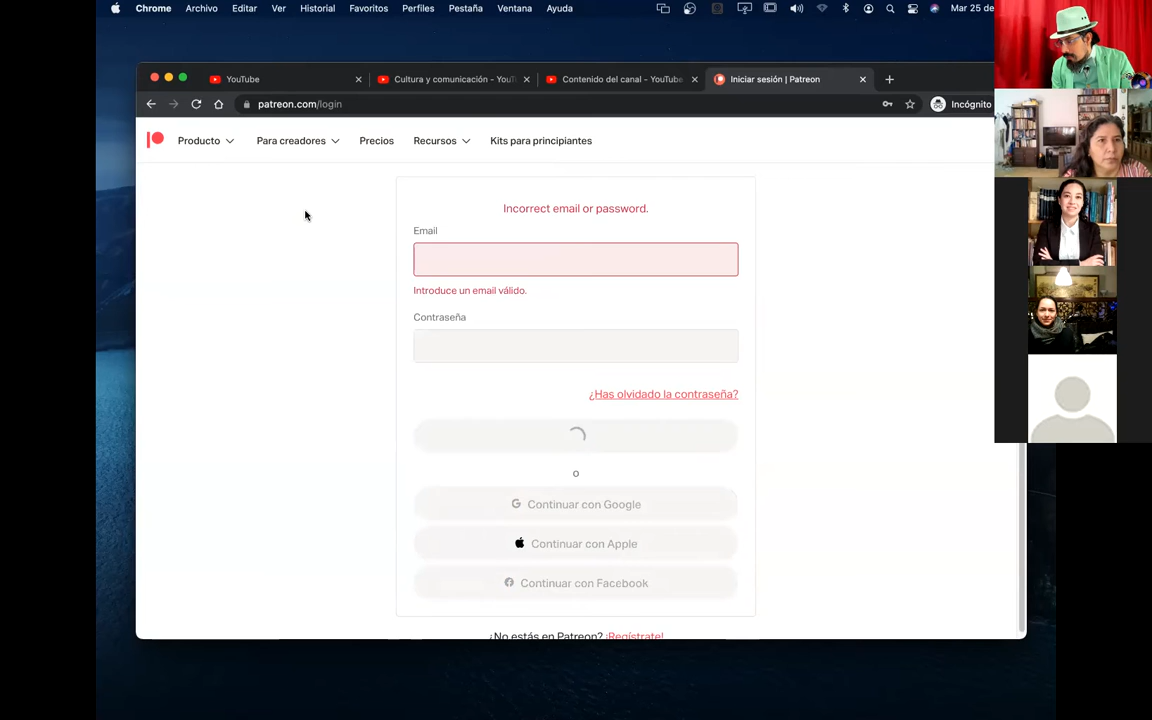 Chrome Archivo Editar Ver Historial Favoritos Perfiles Pestaña Ventana Ayuda Mar 25 de
YouTube Cultura y comunicación - YouT Contenido del canal - YouTube Iniciar sesión | Patreon
patreon.com/login Incógnito
Producto Para creadores Precios Recursos Kits para principiantes
Incorrect email or password.
Email
Introduce un email válido.
Contraseña
¿Has olvidado la contraseña?
o
Continuar con Google
Continuar con Apple
Continuar con Facebook
¿No estás en Patreon? ¡Regístrate!